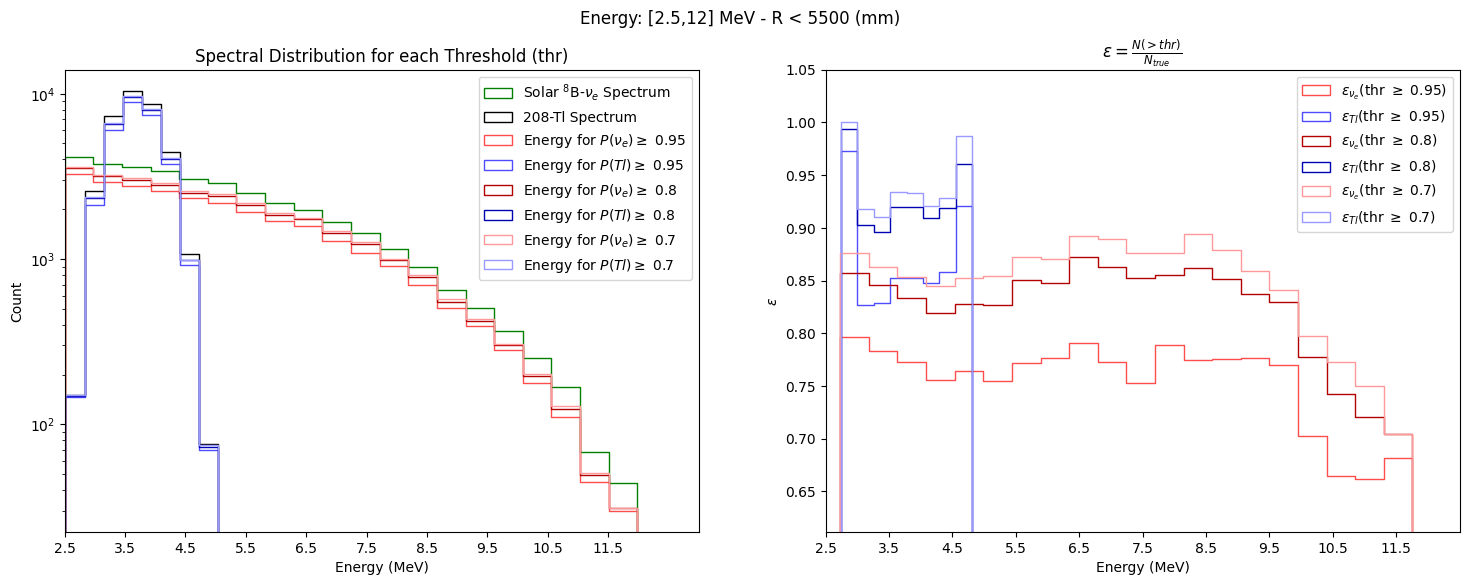 Energy: [2.5,12] MeV - R < 5500 (mm)
Spectral Distribution for each Threshold (thr)
10⁴
10³
10²
Count
2.5 3.5 4.5 5.5 6.5 7.5 8.5 9.5 10.5 11.5
Energy (MeV)
Solar ⁸B-νₑ Spectrum
208-Tl Spectrum
Energy for P(νₑ) ≥ 0.95
Energy for P(Tl) ≥ 0.95
Energy for P(νₑ) ≥ 0.8
Energy for P(Tl) ≥ 0.8
Energy for P(νₑ) ≥ 0.7
Energy for P(Tl) ≥ 0.7
ε = N(>thr)/N_true
1.05
1.00
0.95
0.90
0.85
0.80
0.75
0.70
0.65
ε
2.5 3.5 4.5 5.5 6.5 7.5 8.5 9.5 10.5 11.5
Energy (MeV)
ε_νₑ(thr ≥ 0.95)
ε_Tl(thr ≥ 0.95)
ε_νₑ(thr ≥ 0.8)
ε_Tl(thr ≥ 0.8)
ε_νₑ(thr ≥ 0.7)
ε_Tl(thr ≥ 0.7)